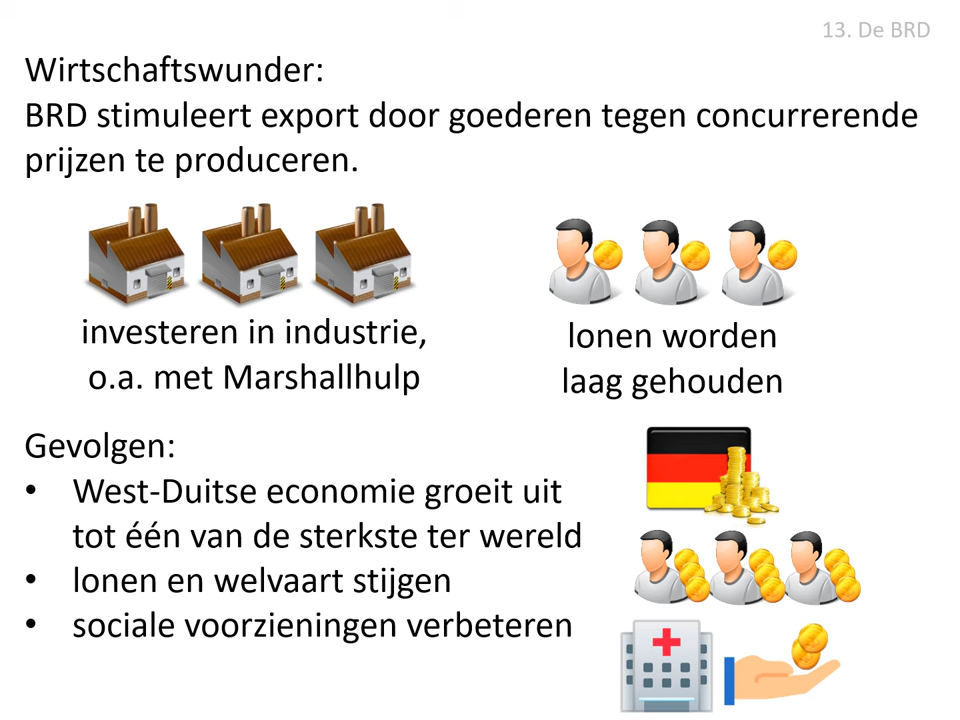 13. De BRD
Wirtschaftswunder:
BRD stimuleert export door goederen tegen concurrerende
prijzen te produceren.
investeren in industrie,
o.a. met Marshallhulp
lonen worden
laag gehouden
Gevolgen:
• West-Duitse economie groeit uit
tot één van de sterkste ter wereld
• lonen en welvaart stijgen
• sociale voorzieningen verbeteren